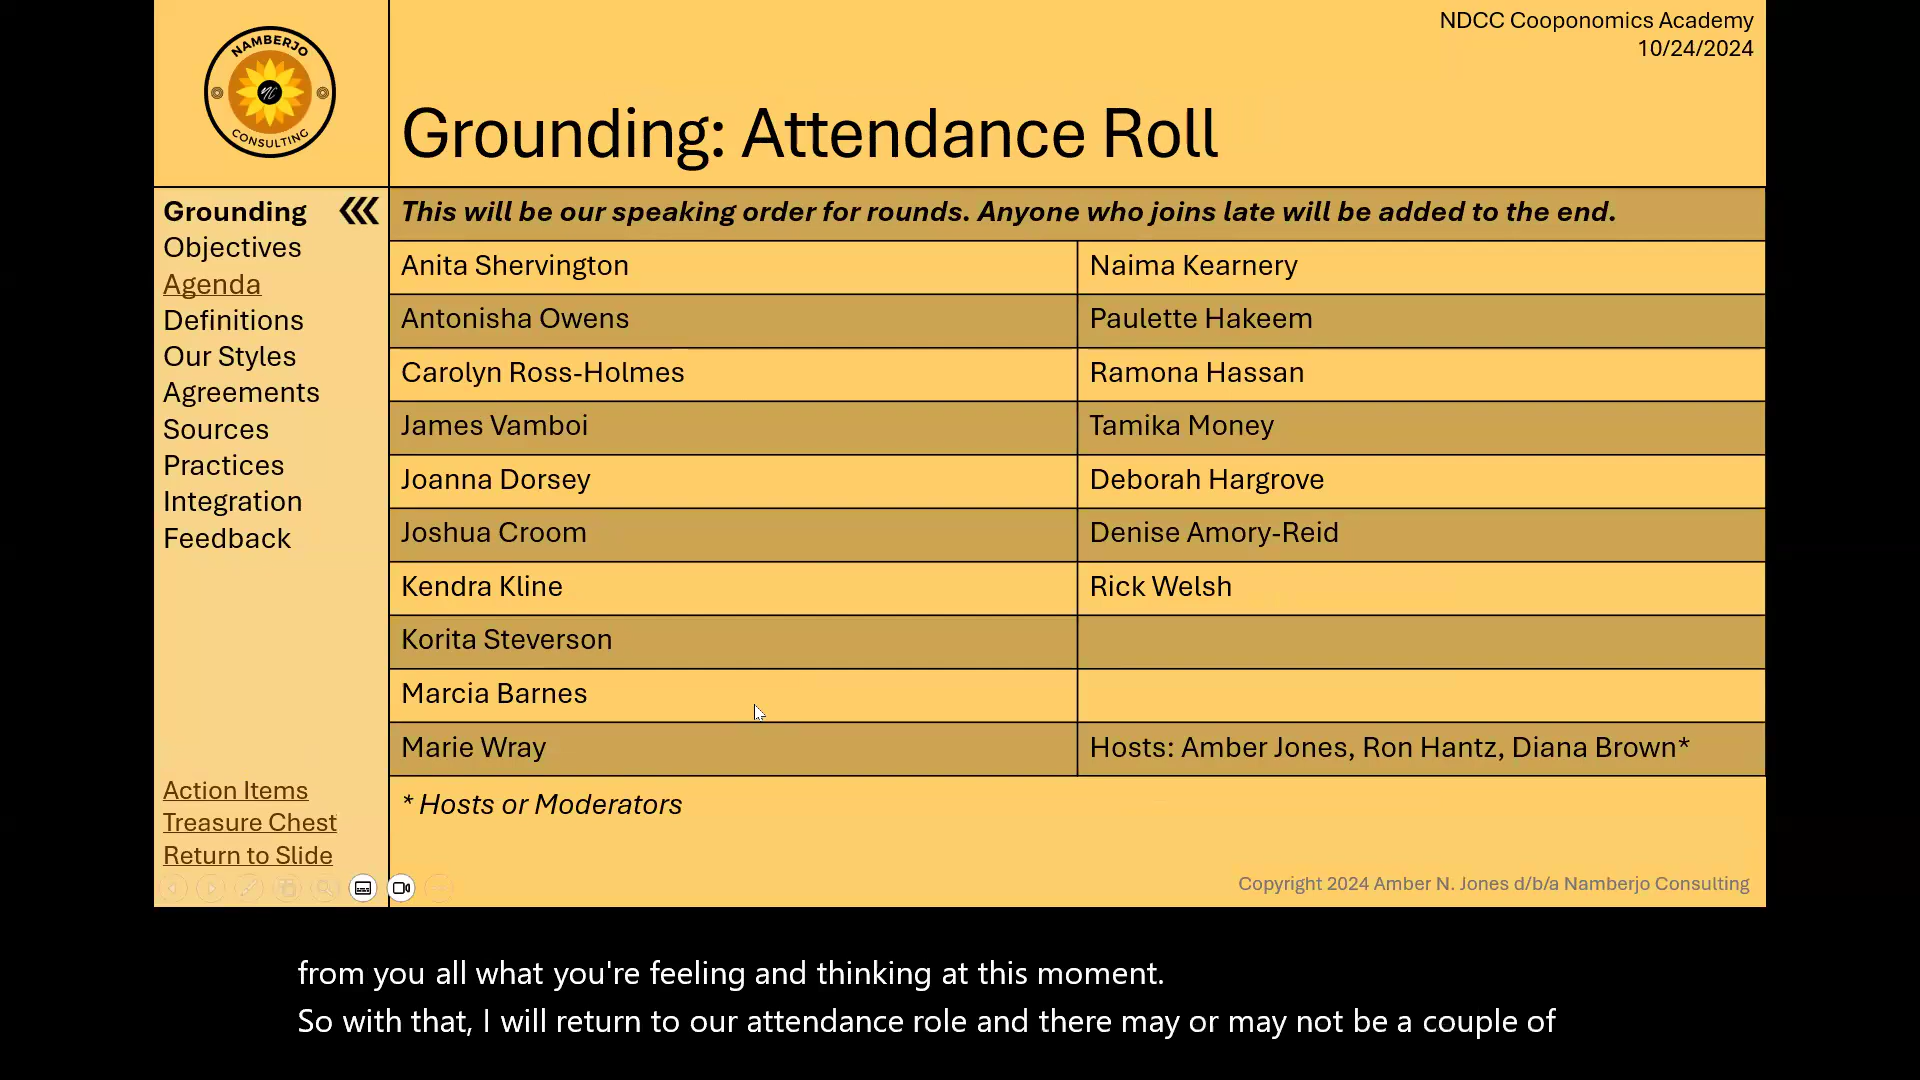 NAMBERJO
CONSULTING
NDCC Cooponomics Academy
10/24/2024
Grounding: Attendance Roll
Grounding
Objectives
Agenda
Definitions
Our Styles
Agreements
Sources
Practices
Integration
Feedback
Action Items
Treasure Chest
Return to Slide
This will be our speaking order for rounds. Anyone who joins late will be added to the end.
Anita Shervington
Naima Kearnery
Antonisha Owens
Paulette Hakeem
Carolyn Ross-Holmes
Ramona Hassan
James Vamboi
Tamika Money
Joanna Dorsey
Deborah Hargrove
Joshua Croom
Denise Amory-Reid
Kendra Kline
Rick Welsh
Korita Steverson
Marcia Barnes
Marie Wray
Hosts: Amber Jones, Ron Hantz, Diana Brown*
* Hosts or Moderators
Copyright 2024 Amber N. Jones d/b/a Namberjo Consulting
from you all what you're feeling and thinking at this moment.
So with that, I will return to our attendance role and there may or may not be a couple of